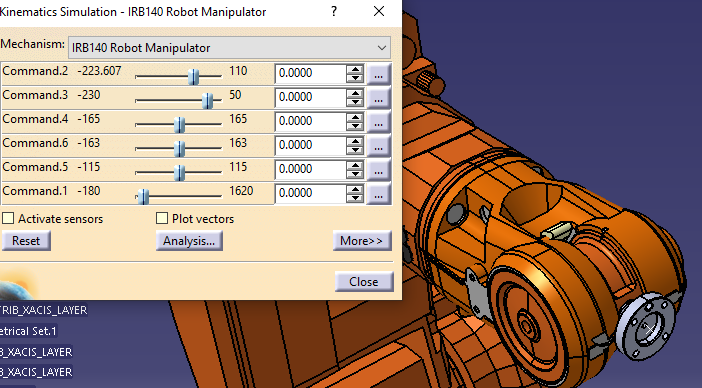 Kinematics Simulation - IRB140 Robot Manipulator ? ×
Mechanism: IRB140 Robot Manipulator
Command.2 -223.607 110 0.0000 ...
Command.3 -230 50 0.0000 ...
Command.4 -165 165 0.0000 ...
Command.6 -163 163 0.0000 ...
Command.5 -115 115 0.0000 ...
Command.1 -180 1620 0.0000 ...
Activate sensors Plot vectors
Reset Analysis... More>>
Close
TRIB_XACIS_LAYER
etrical Set.1
B_XACIS_LAYER
B_XACIS_LAYER